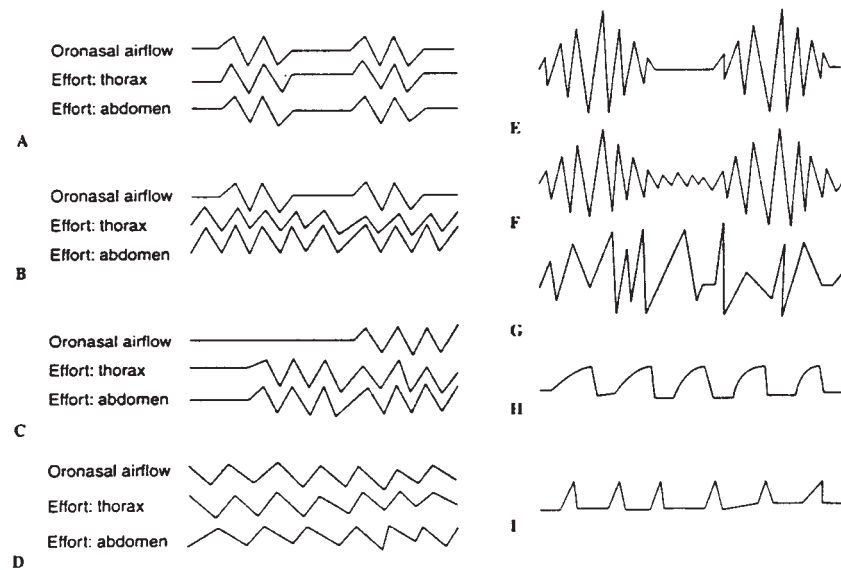 Oronasal airflow
Effort: thorax
Effort: abdomen
A
Oronasal airflow
Effort: thorax
Effort: abdomen
B
Oronasal airflow
Effort: thorax
Effort: abdomen
C
Oronasal airflow
Effort: thorax
Effort: abdomen
D
E
F
G
H
I